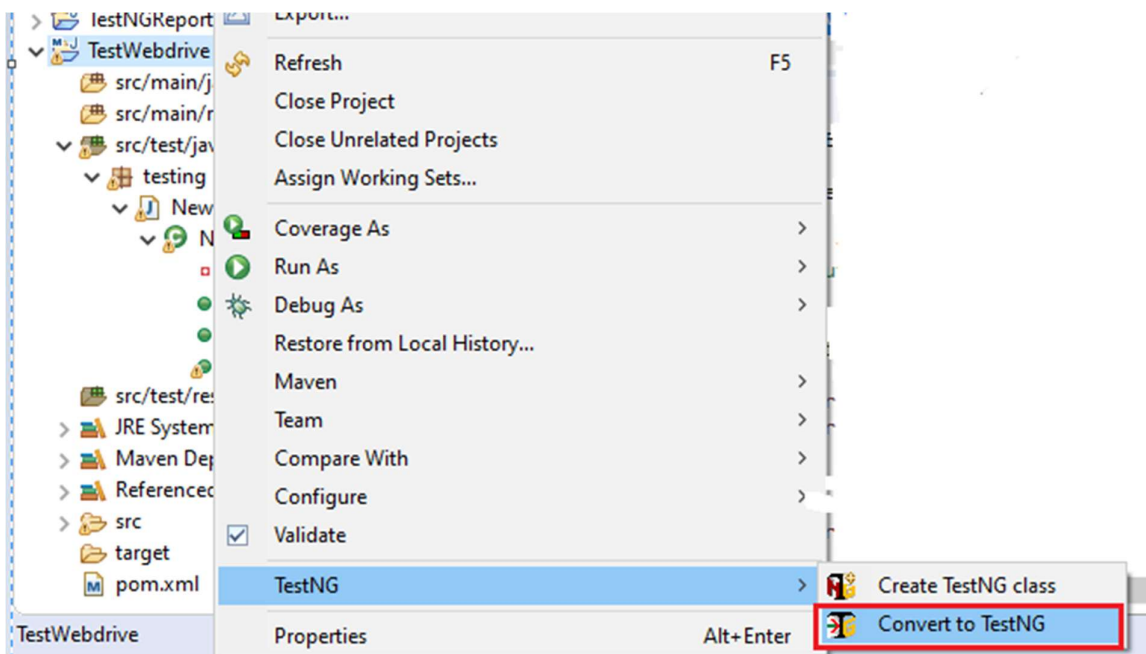 TestNGReport
Export...
TestWebdrive
Refresh F5
src/main/j
Close Project
src/main/r
Close Unrelated Projects
src/test/jav
Assign Working Sets...
testing
New
Coverage As
N
Run As
Debug As
Restore from Local History...
Maven
src/test/res
Team
JRE System
Compare With
Maven Dep
Configure
Referenced
Validate
src
target
TestNG
pom.xml
Create TestNG class
Convert to TestNG
TestWebdrive
Properties Alt+Enter